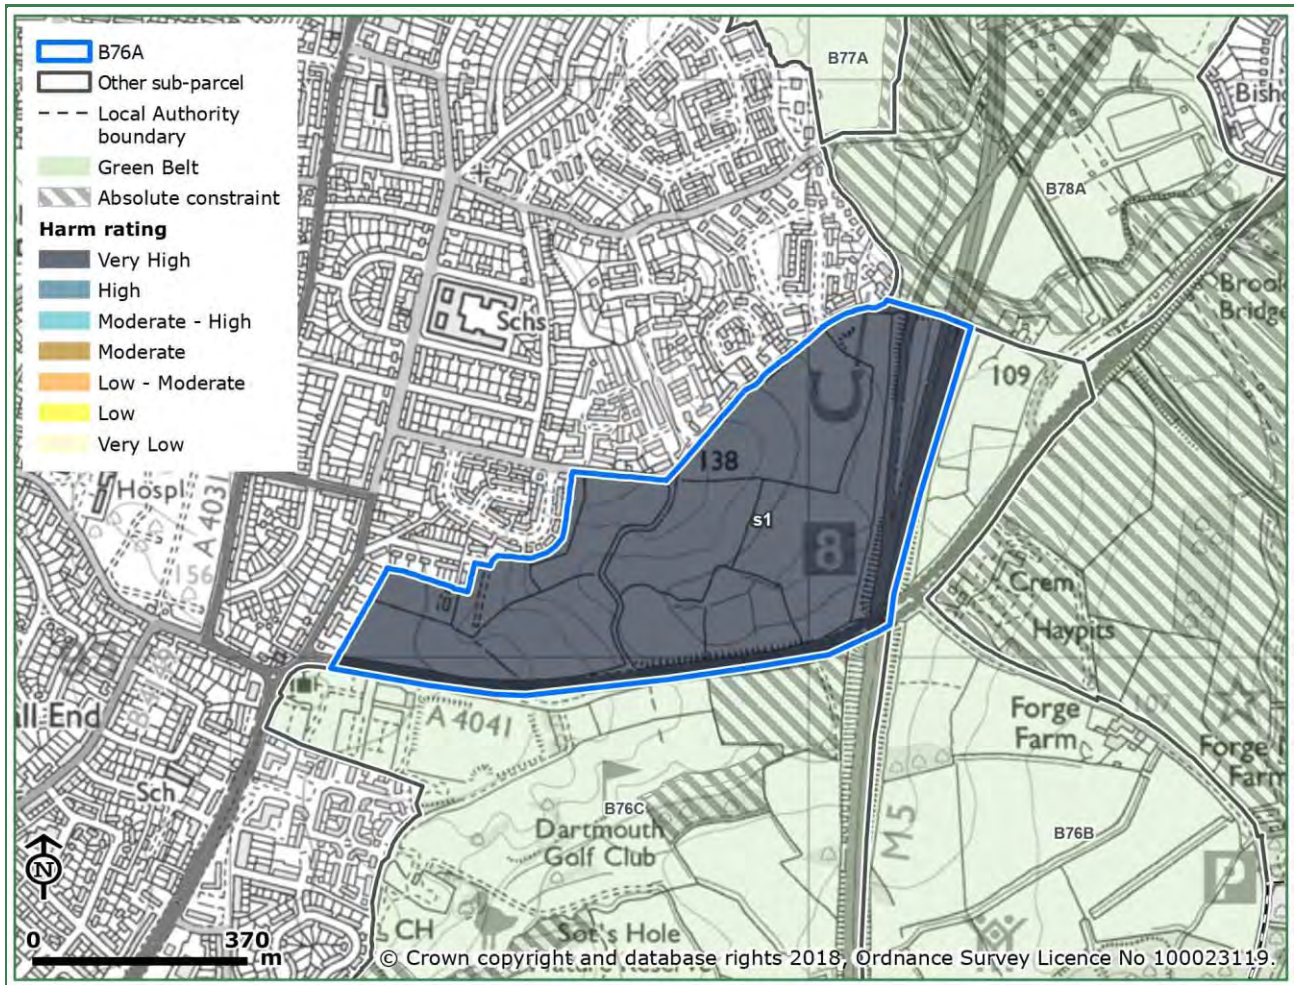 B76A
Other sub-parcel
Local Authority
boundary
Green Belt
Absolute constraint
Harm rating
Very High
High
Moderate - High
Moderate
Low - Moderate
Low
Very Low
B77A
B78A
Schs
109
138
s1
8
Hospl
A 4031
156
Crem
Haypits
A 4041
Forge
Farm
107
Sch
B76C
Dartmouth
Golf Club
M5
B76B
P
CH
Sot's Hole
N
0 370
m
© Crown copyright and database rights 2018, Ordnance Survey Licence No 100023119.